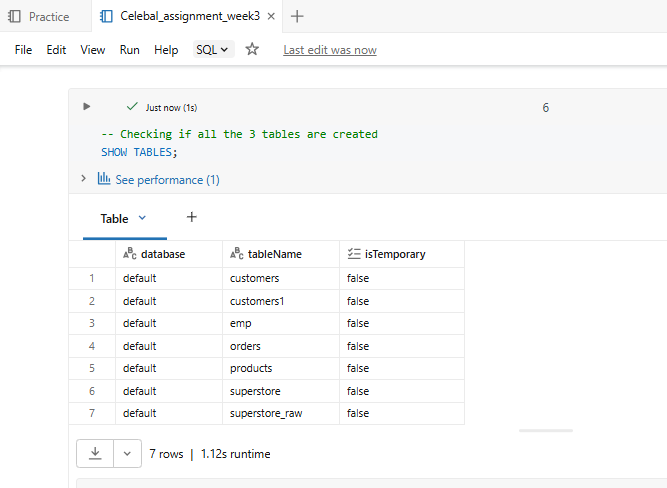 Practice Celebal_assignment_week3
File Edit View Run Help SQL Last edit was now
Just now (1s) 6
-- Checking if all the 3 tables are created
SHOW TABLES;
See performance (1)
Table
database tableName isTemporary
1 default customers false
2 default customers1 false
3 default emp false
4 default orders false
5 default products false
6 default superstore false
7 default superstore_raw false
7 rows | 1.12s runtime